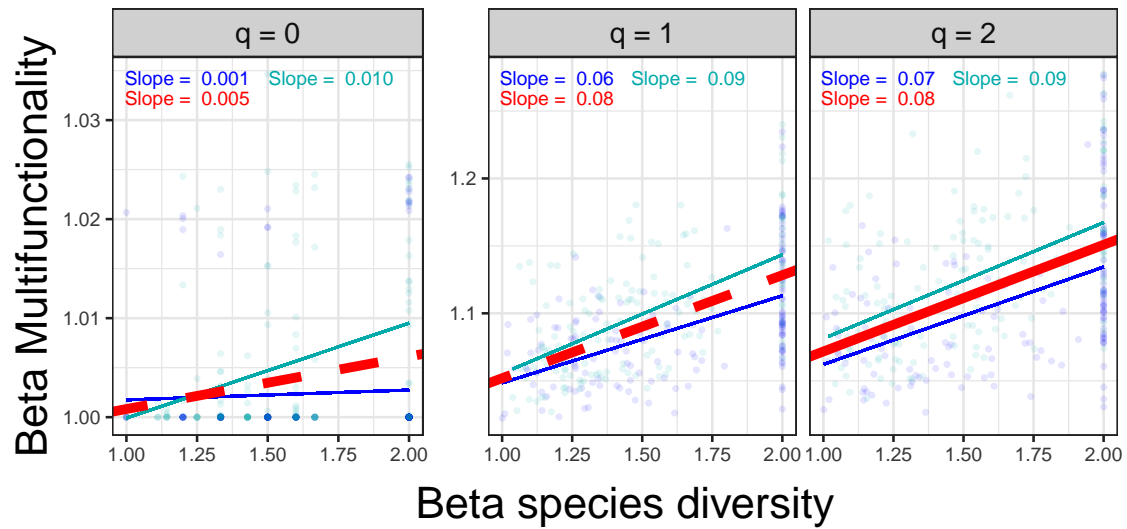 q = 0
q = 1
q = 2
Slope = 0.001
Slope = 0.010
Slope = 0.005
Slope = 0.06
Slope = 0.09
Slope = 0.08
Slope = 0.07
Slope = 0.09
Slope = 0.08
Beta Multifunctionality
1.03
1.02
1.01
1.00
1.2
1.1
1.00
1.25
1.50
1.75
2.00
1.00
1.25
1.50
1.75
2.00
1.00
1.25
1.50
1.75
2.00
Beta species diversity